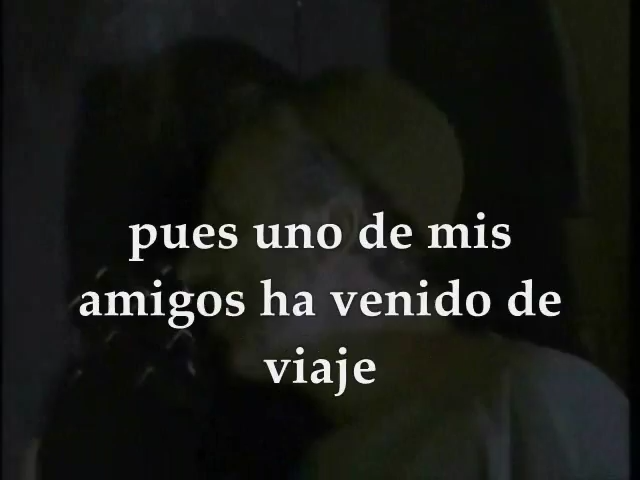 pues uno de mis
amigos ha venido de
viaje